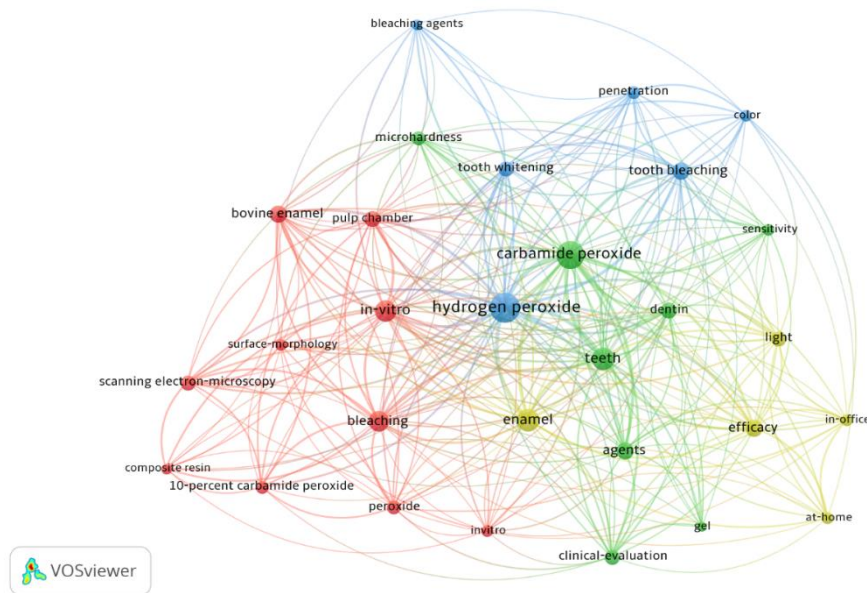 bleaching agents
penetration
color
microhardness
tooth whitening
tooth bleaching
bovine enamel
pulp chamber
sensitivity
carbamide peroxide
hydrogen peroxide
in-vitro
dentin
light
surface-morphology
teeth
scanning electron-microscopy
bleaching
enamel
efficacy
in-office
agents
composite resin
10-percent carbamide peroxide
peroxide
invitro
gel
at-home
clinical-evaluation
VOSviewer